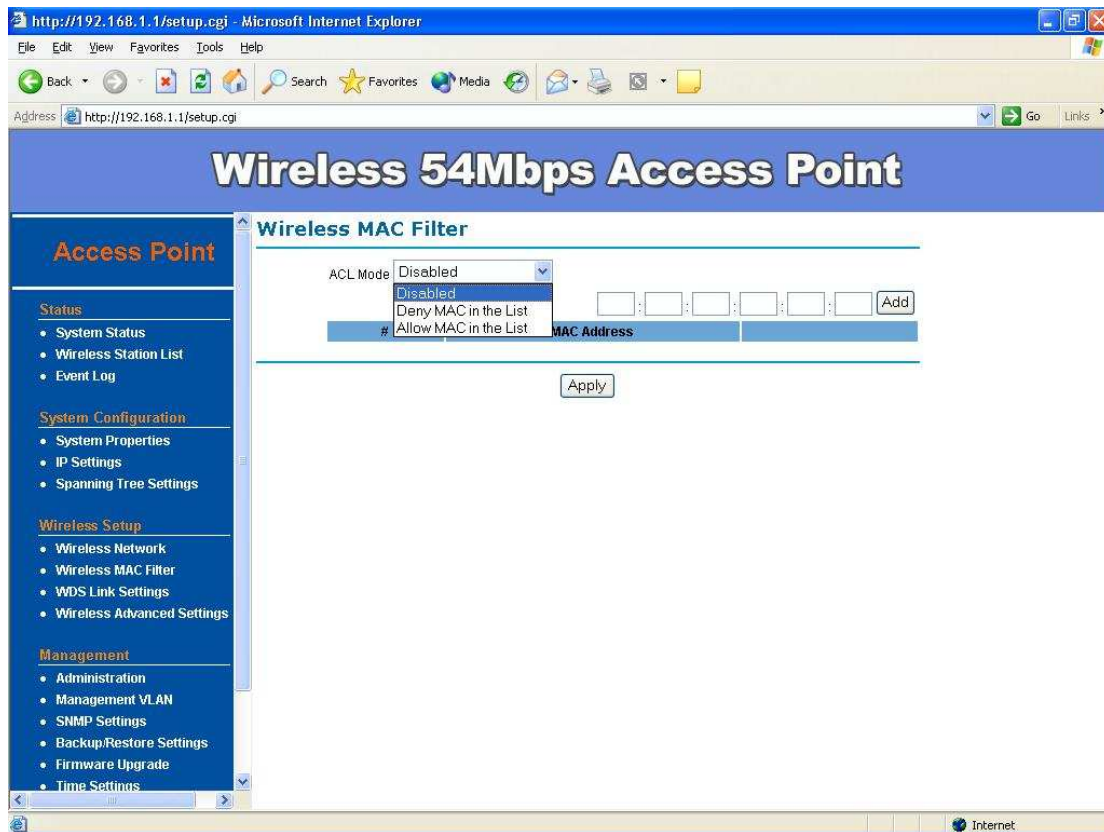 http://192.168.1.1/setup.cgi - Microsoft Internet Explorer
File Edit View Favorites Tools Help
Back Search Favorites Media
Address http://192.168.1.1/setup.cgi Go Links
Wireless 54Mbps Access Point
Access Point
Status
System Status
Wireless Station List
Event Log
System Configuration
System Properties
IP Settings
Spanning Tree Settings
Wireless Setup
Wireless Network
Wireless MAC Filter
WDS Link Settings
Wireless Advanced Settings
Management
Administration
Management VLAN
SNMP Settings
Backup/Restore Settings
Firmware Upgrade
Time Settings
Wireless MAC Filter
ACL Mode Disabled
Disabled
Deny MAC in the List
Allow MAC in the List
: : : : : Add
# MAC Address
Apply
Internet